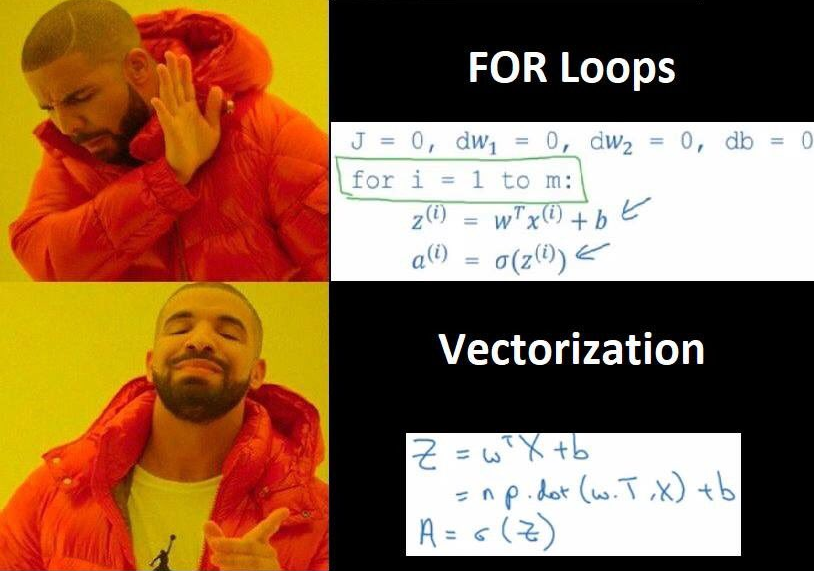 FOR Loops
J = 0, dw₁ = 0, dw₂ = 0, db = 0
for i = 1 to m:
z⁽ⁱ⁾ = wᵀx⁽ⁱ⁾ + b
a⁽ⁱ⁾ = σ(z⁽ⁱ⁾)
Vectorization
Z = wᵀX + b
= np.dot(w.T,X) + b
A = σ(Z)